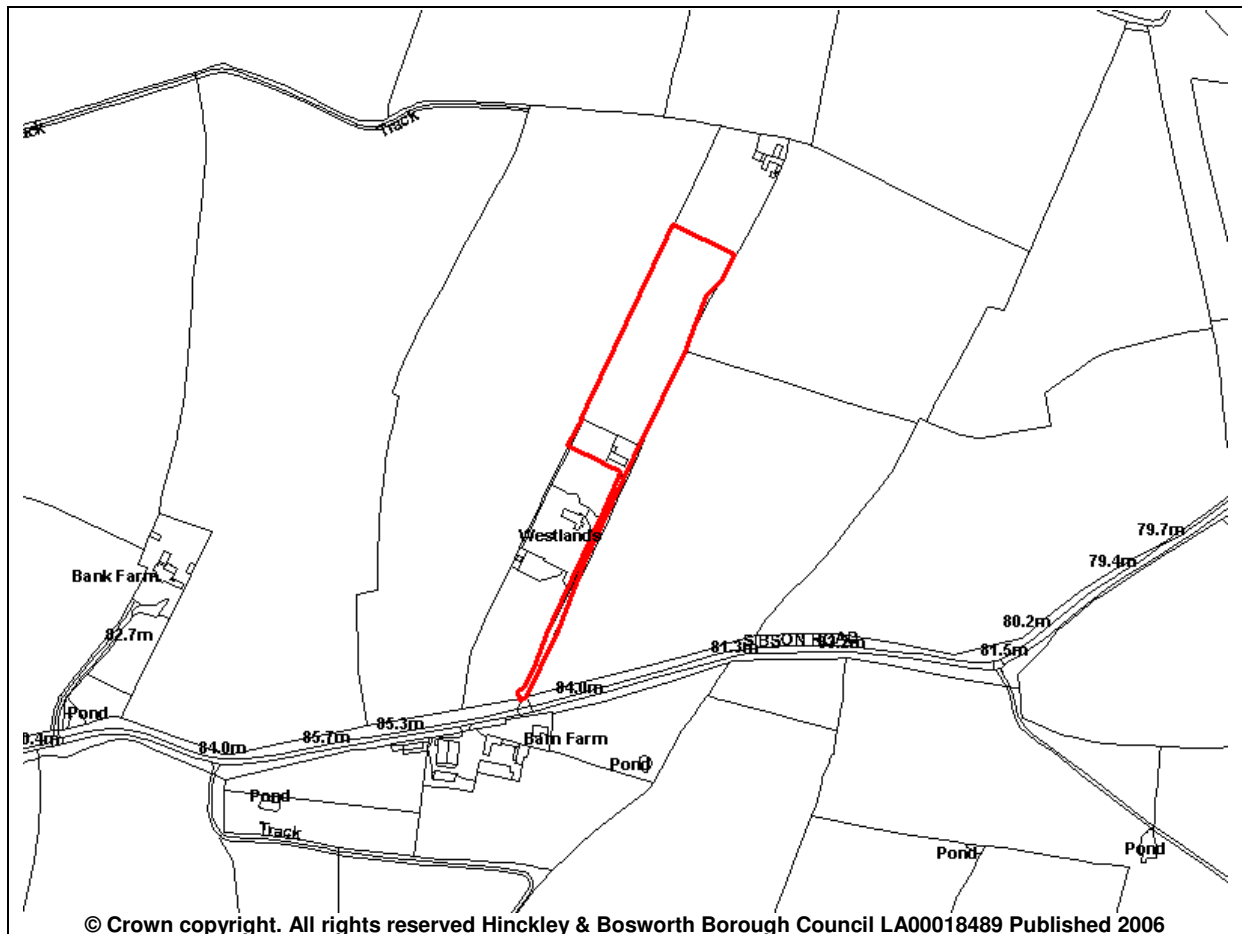 Track
Westlands
Bank Farm
82.7m
79.7m
79.4m
80.2m
SIBSON ROAD
81.3m
83.2m
81.5m
84.0m
Pond
85.3m
84.0m
85.7m
Barn Farm
Pond
Pond
Track
Pond
Pond
© Crown copyright. All rights reserved Hinckley & Bosworth Borough Council LA00018489 Published 2006